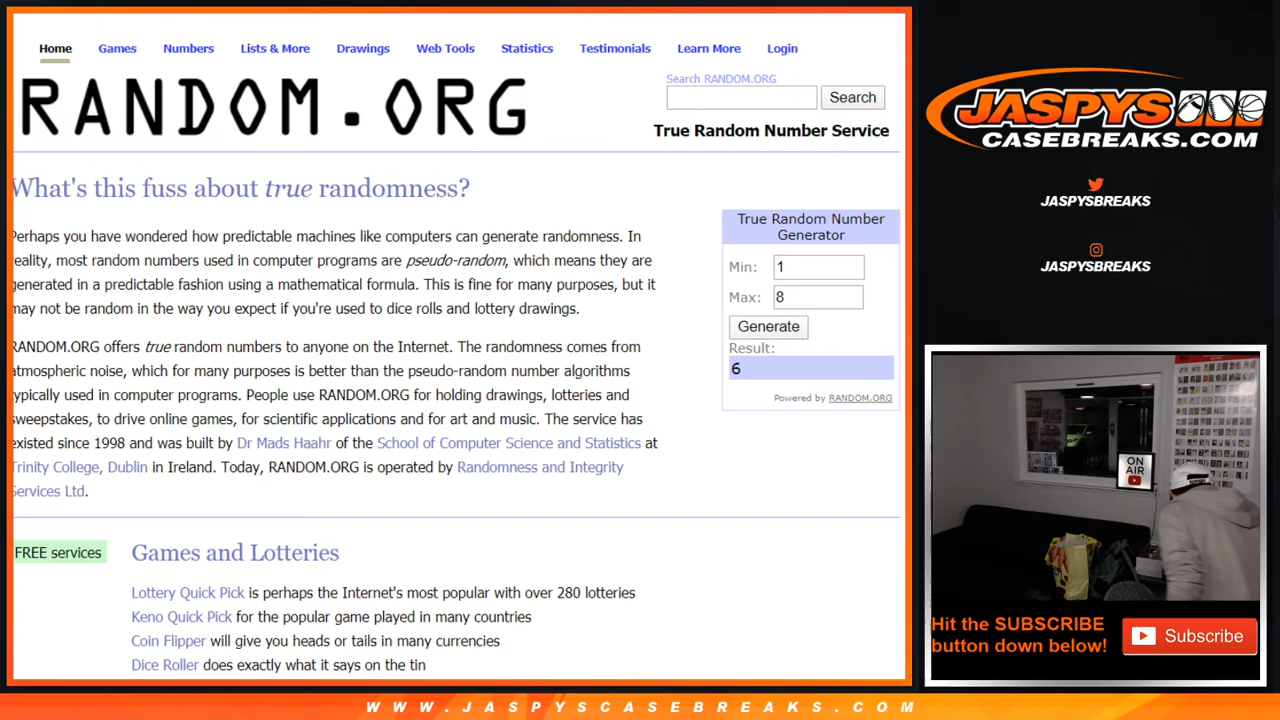 Home Games Numbers Lists & More Drawings Web Tools Statistics Testimonials Learn More Login
RANDOM.ORG
Search RANDOM.ORG
Search
True Random Number Service
What's this fuss about true randomness?
Perhaps you have wondered how predictable machines like computers can generate randomness. In
reality, most random numbers used in computer programs are pseudo-random, which means they are
generated in a predictable fashion using a mathematical formula. This is fine for many purposes, but it
may not be random in the way you expect if you're used to dice rolls and lottery drawings.
RANDOM.ORG offers true random numbers to anyone on the Internet. The randomness comes from
atmospheric noise, which for many purposes is better than the pseudo-random number algorithms
typically used in computer programs. People use RANDOM.ORG for holding drawings, lotteries and
sweepstakes, to drive online games, for scientific applications and for art and music. The service has
existed since 1998 and was built by Dr Mads Haahr of the School of Computer Science and Statistics at
Trinity College, Dublin in Ireland. Today, RANDOM.ORG is operated by Randomness and Integrity
Services Ltd.
True Random Number
Generator
Min: 1
Max: 8
Generate
Result:
6
Powered by RANDOM.ORG
FREE services
Games and Lotteries
Lottery Quick Pick is perhaps the Internet's most popular with over 280 lotteries
Keno Quick Pick for the popular game played in many countries
Coin Flipper will give you heads or tails in many currencies
Dice Roller does exactly what it says on the tin
JASPYS
CASEBREAKS.COM
JASPYSBREAKS
JASPYSBREAKS
ON
AIR
Hit the SUBSCRIBE
button down below!
Subscribe
WWW.JASPYSCASEBREAKS.COM